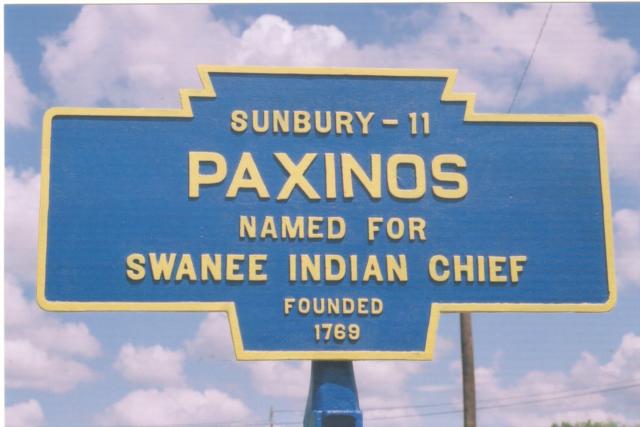 SUNBURY - 11
PAXINOS
NAMED FOR
SWANEE INDIAN CHIEF
FOUNDED
1769